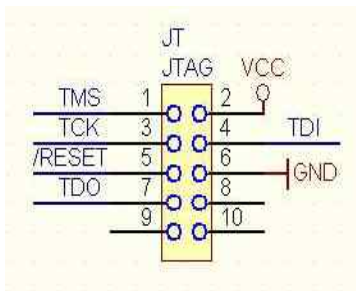 JT
JTAG VCC
TMS 1 2
TCK 3 4 TDI
/RESET 5 6 GND
TDO 7 8
9 10